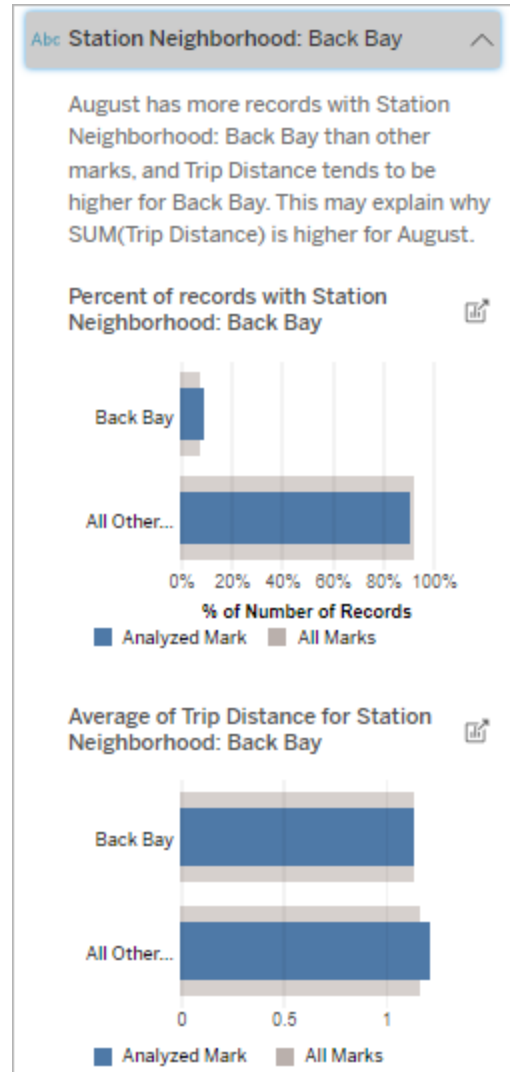 Abc Station Neighborhood: Back Bay
August has more records with Station
Neighborhood: Back Bay than other
marks, and Trip Distance tends to be
higher for Back Bay. This may explain why
SUM(Trip Distance) is higher for August.
Percent of records with Station
Neighborhood: Back Bay
Back Bay
All Other...
0% 20% 40% 60% 80% 100%
% of Number of Records
Analyzed Mark All Marks
Average of Trip Distance for Station
Neighborhood: Back Bay
Back Bay
All Other...
0 0.5 1
Analyzed Mark All Marks